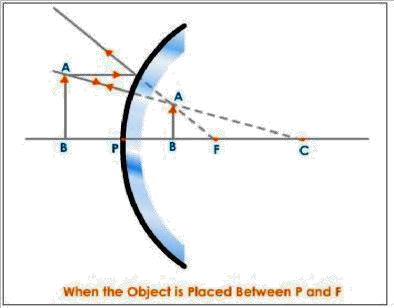 A
A
B
P
B
F
C
When the Object is Placed Between P and F